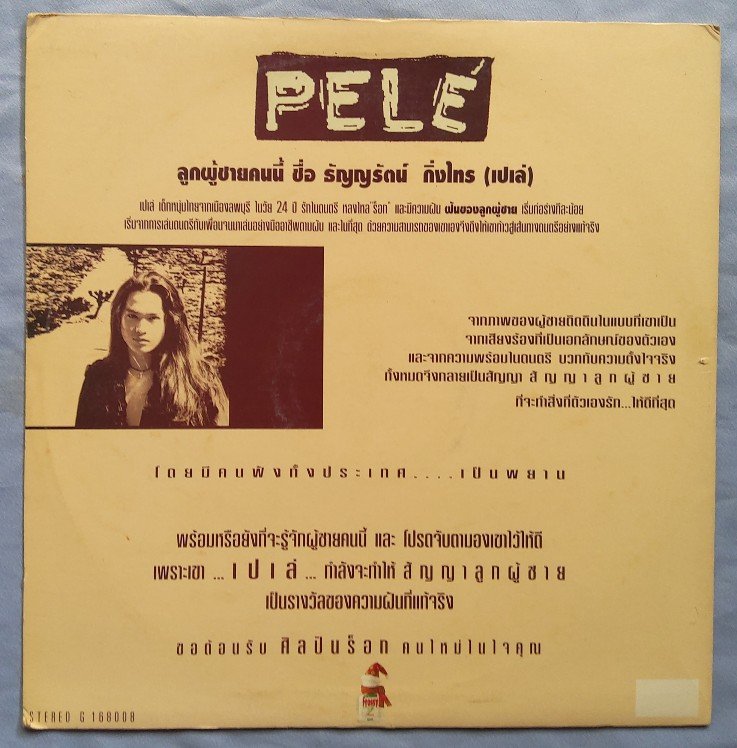 PELÉ
ลูกผู้ชายคนนี้ ชื่อ ธัญญรัตน์ กิ่งไทร (เปเล่)
เปเล่ เด็กหนุ่มไทยจากเมืองลพบุรี ในวัย 24 ปี รักในดนตรี หลงใหล"ร็อก" และมีความฝัน ฝันของลูกผู้ชาย เริ่มก่อร่างทีละน้อย
เริ่มจากการเล่นดนตรีกับเพื่อนจนมาเล่นอย่างมืออาชีพตามฝัน และในที่สุด ด้วยความสามารถของเขาเองจึงดึงให้เขาก้าวสู่เส้นทางดนตรีอย่างแท้จริง
จากภาพของผู้ชายติดดินในแบบที่เขาเป็น
จากเสียงร้องที่เป็นเอกลักษณ์ของตัวเอง
และจากความพร้อมในดนตรี บวกกับความตั้งใจจริง
ทั้งหมดจึงกลายเป็นสัญญา สัญญาลูกผู้ชาย
ที่จะทำสิ่งที่ตัวเองรัก...ให้ดีที่สุด
โดยมีคนฟังทั้งประเทศ....เป็นพยาน
พร้อมหรือยังที่จะรู้จักผู้ชายคนนี้ และ โปรดจับตามองเขาไว้ให้ดี
เพราะเขา ... เปเล่ ... กำลังจะทำให้ สัญญาลูกผู้ชาย
เป็นรางวัลของความฝันที่แท้จริง
ขอต้อนรับ ศิลปินร็อก คนใหม่ในใจคุณ
STEREO G 168008